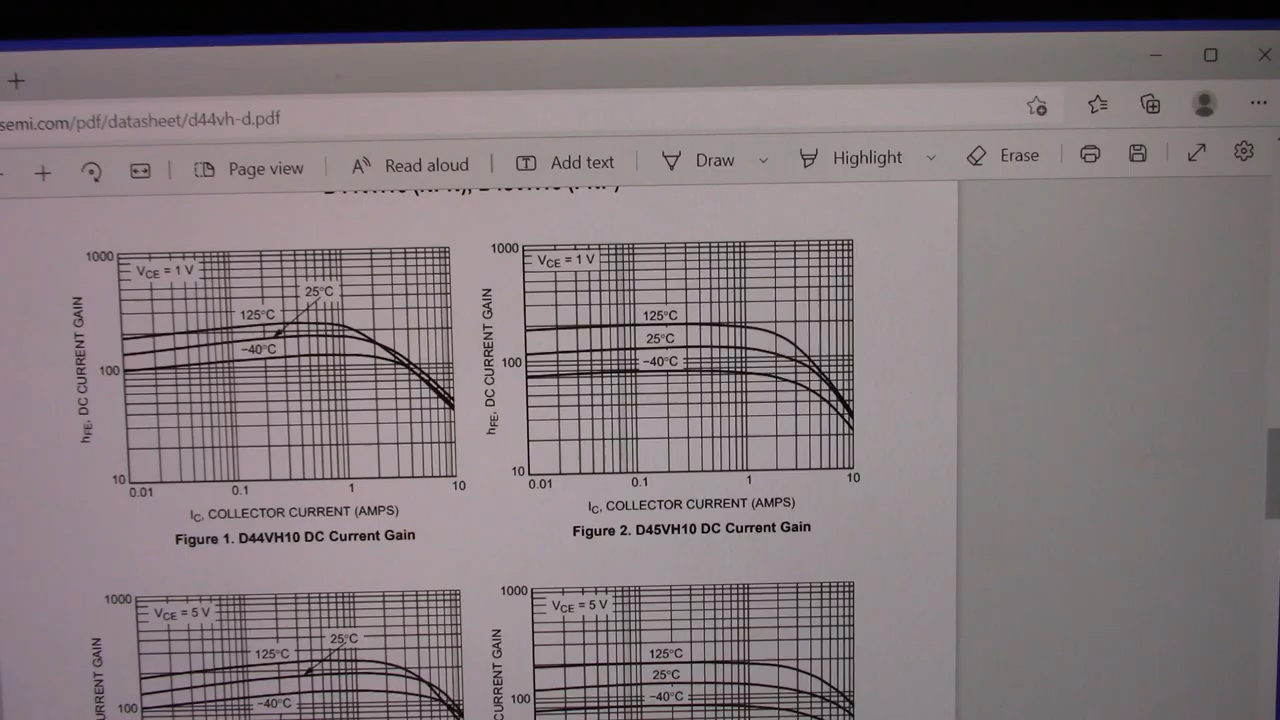 semi.com/pdf/datasheet/d44vh-d.pdf
Page view
Read aloud
Add text
Draw
Highlight
Erase
1000
VCE = 1 V
25°C
125°C
−40°C
100
10
0.01 0.1 1 10
hFE, DC CURRENT GAIN
IC, COLLECTOR CURRENT (AMPS)
Figure 1. D44VH10 DC Current Gain
1000
VCE = 1 V
125°C
25°C
−40°C
100
10
0.01 0.1 1 10
hFE, DC CURRENT GAIN
IC, COLLECTOR CURRENT (AMPS)
Figure 2. D45VH10 DC Current Gain
1000
VCE = 5 V
25°C
125°C
−40°C
100
URRENT GAIN
1000
VCE = 5 V
125°C
25°C
−40°C
100
CURRENT GAIN